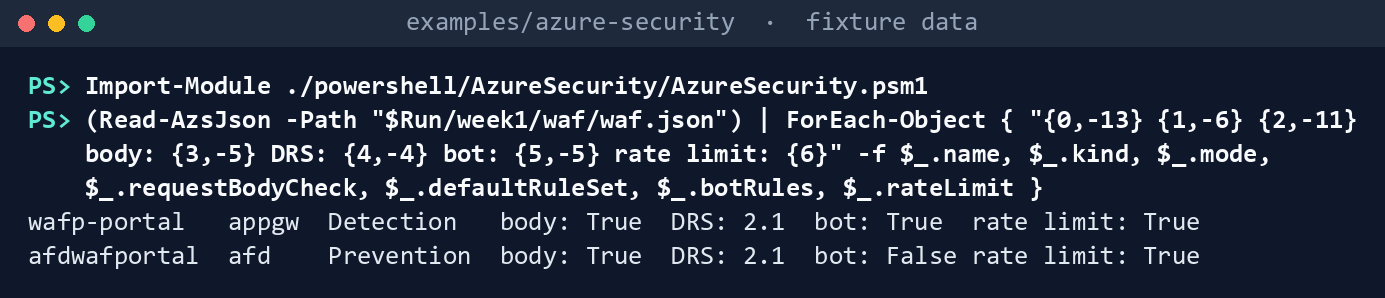 examples/azure-security · fixture data
PS> Import-Module ./powershell/AzureSecurity/AzureSecurity.psm1
PS> (Read-AzsJson -Path "$Run/week1/waf/waf.json") | ForEach-Object { "{0,-13} {1,-6} {2,-11}
body: {3,-5} DRS: {4,-4} bot: {5,-5} rate limit: {6}" -f $_.name, $_.kind, $_.mode,
$_.requestBodyCheck, $_.defaultRuleSet, $_.botRules, $_.rateLimit }
wafp-portal   appgw  Detection   body: True  DRS: 2.1  bot: True  rate limit: True
afdwafportal  afd    Prevention  body: True  DRS: 2.1  bot: False rate limit: True